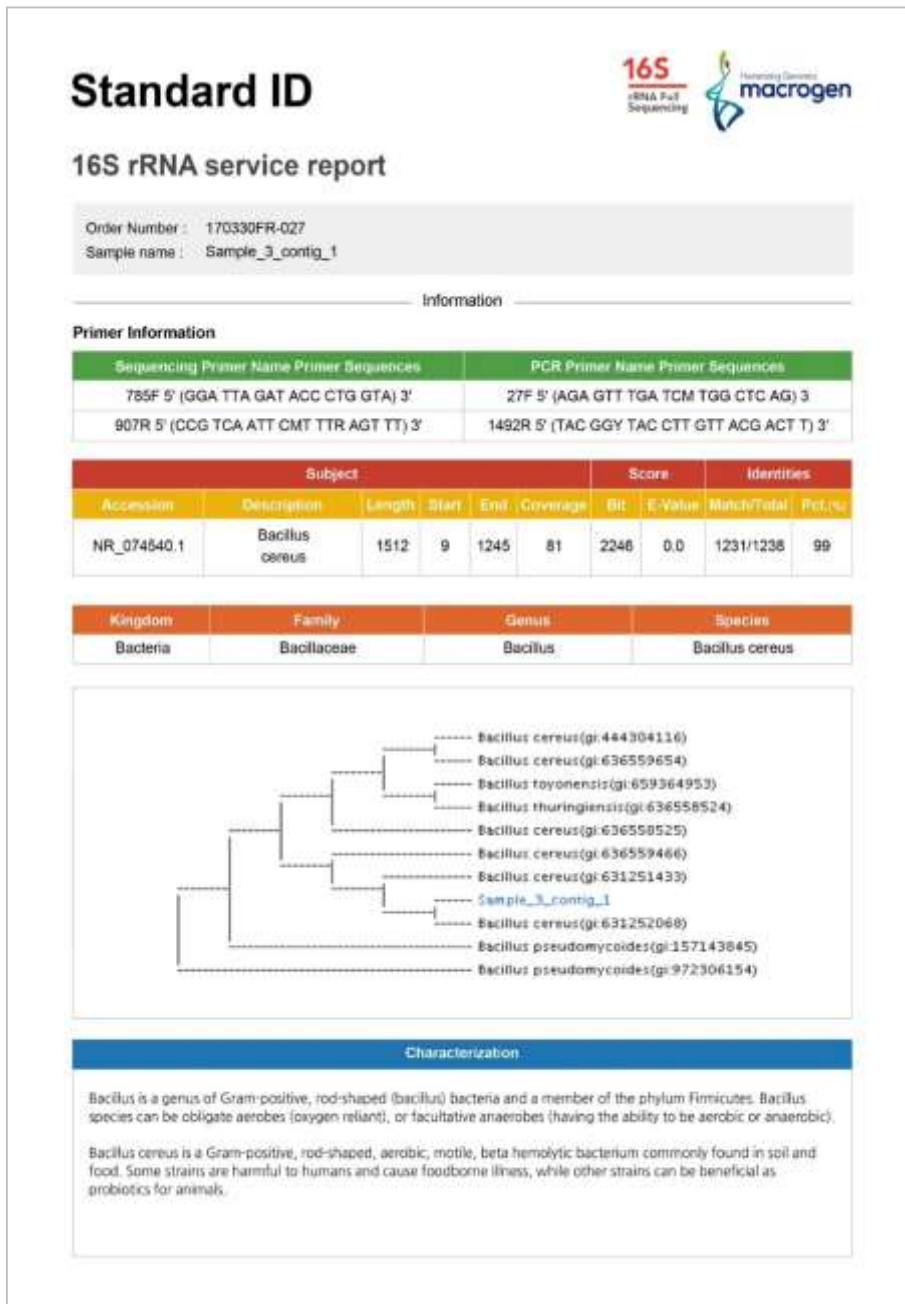 Standard ID
16S
rRNA Full
Sequencing
Humanizing Genomics
macrogen
16S rRNA service report
Order Number : 170330FR-027
Sample name : Sample_3_contig_1
Information
Primer Information
Sequencing Primer Name Primer Sequences PCR Primer Name Primer Sequences
785F 5' (GGA TTA GAT ACC CTG GTA) 3' 27F 5' (AGA GTT TGA TCM TGG CTC AG) 3
907R 5' (CCG TCA ATT CMT TTR AGT TT) 3' 1492R 5' (TAC GGY TAC CTT GTT ACG ACT T) 3'
Subject Score Identities
Accession Description Length Start End Coverage Bit E-Value Match/Total Pct.(%)
NR_074540.1 Bacillus cereus 1512 9 1245 81 2246 0.0 1231/1238 99
Kingdom Family Genus Species
Bacteria Bacillaceae Bacillus Bacillus cereus
Bacillus cereus(gi:444304116)
Bacillus cereus(gi:636559654)
Bacillus toyonensis(gi:659364953)
Bacillus thuringiensis(gi:636558524)
Bacillus cereus(gi:636558525)
Bacillus cereus(gi:636559466)
Bacillus cereus(gi:631251433)
Sample_3_contig_1
Bacillus cereus(gi:631252068)
Bacillus pseudomycoides(gi:157143845)
Bacillus pseudomycoides(gi:972306154)
Characterization
Bacillus is a genus of Gram-positive, rod-shaped (bacillus) bacteria and a member of the phylum Firmicutes. Bacillus
species can be obligate aerobes (oxygen reliant), or facultative anaerobes (having the ability to be aerobic or anaerobic).
Bacillus cereus is a Gram-positive, rod-shaped, aerobic, motile, beta hemolytic bacterium commonly found in soil and
food. Some strains are harmful to humans and cause foodborne illness, while other strains can be beneficial as
probiotics for animals.